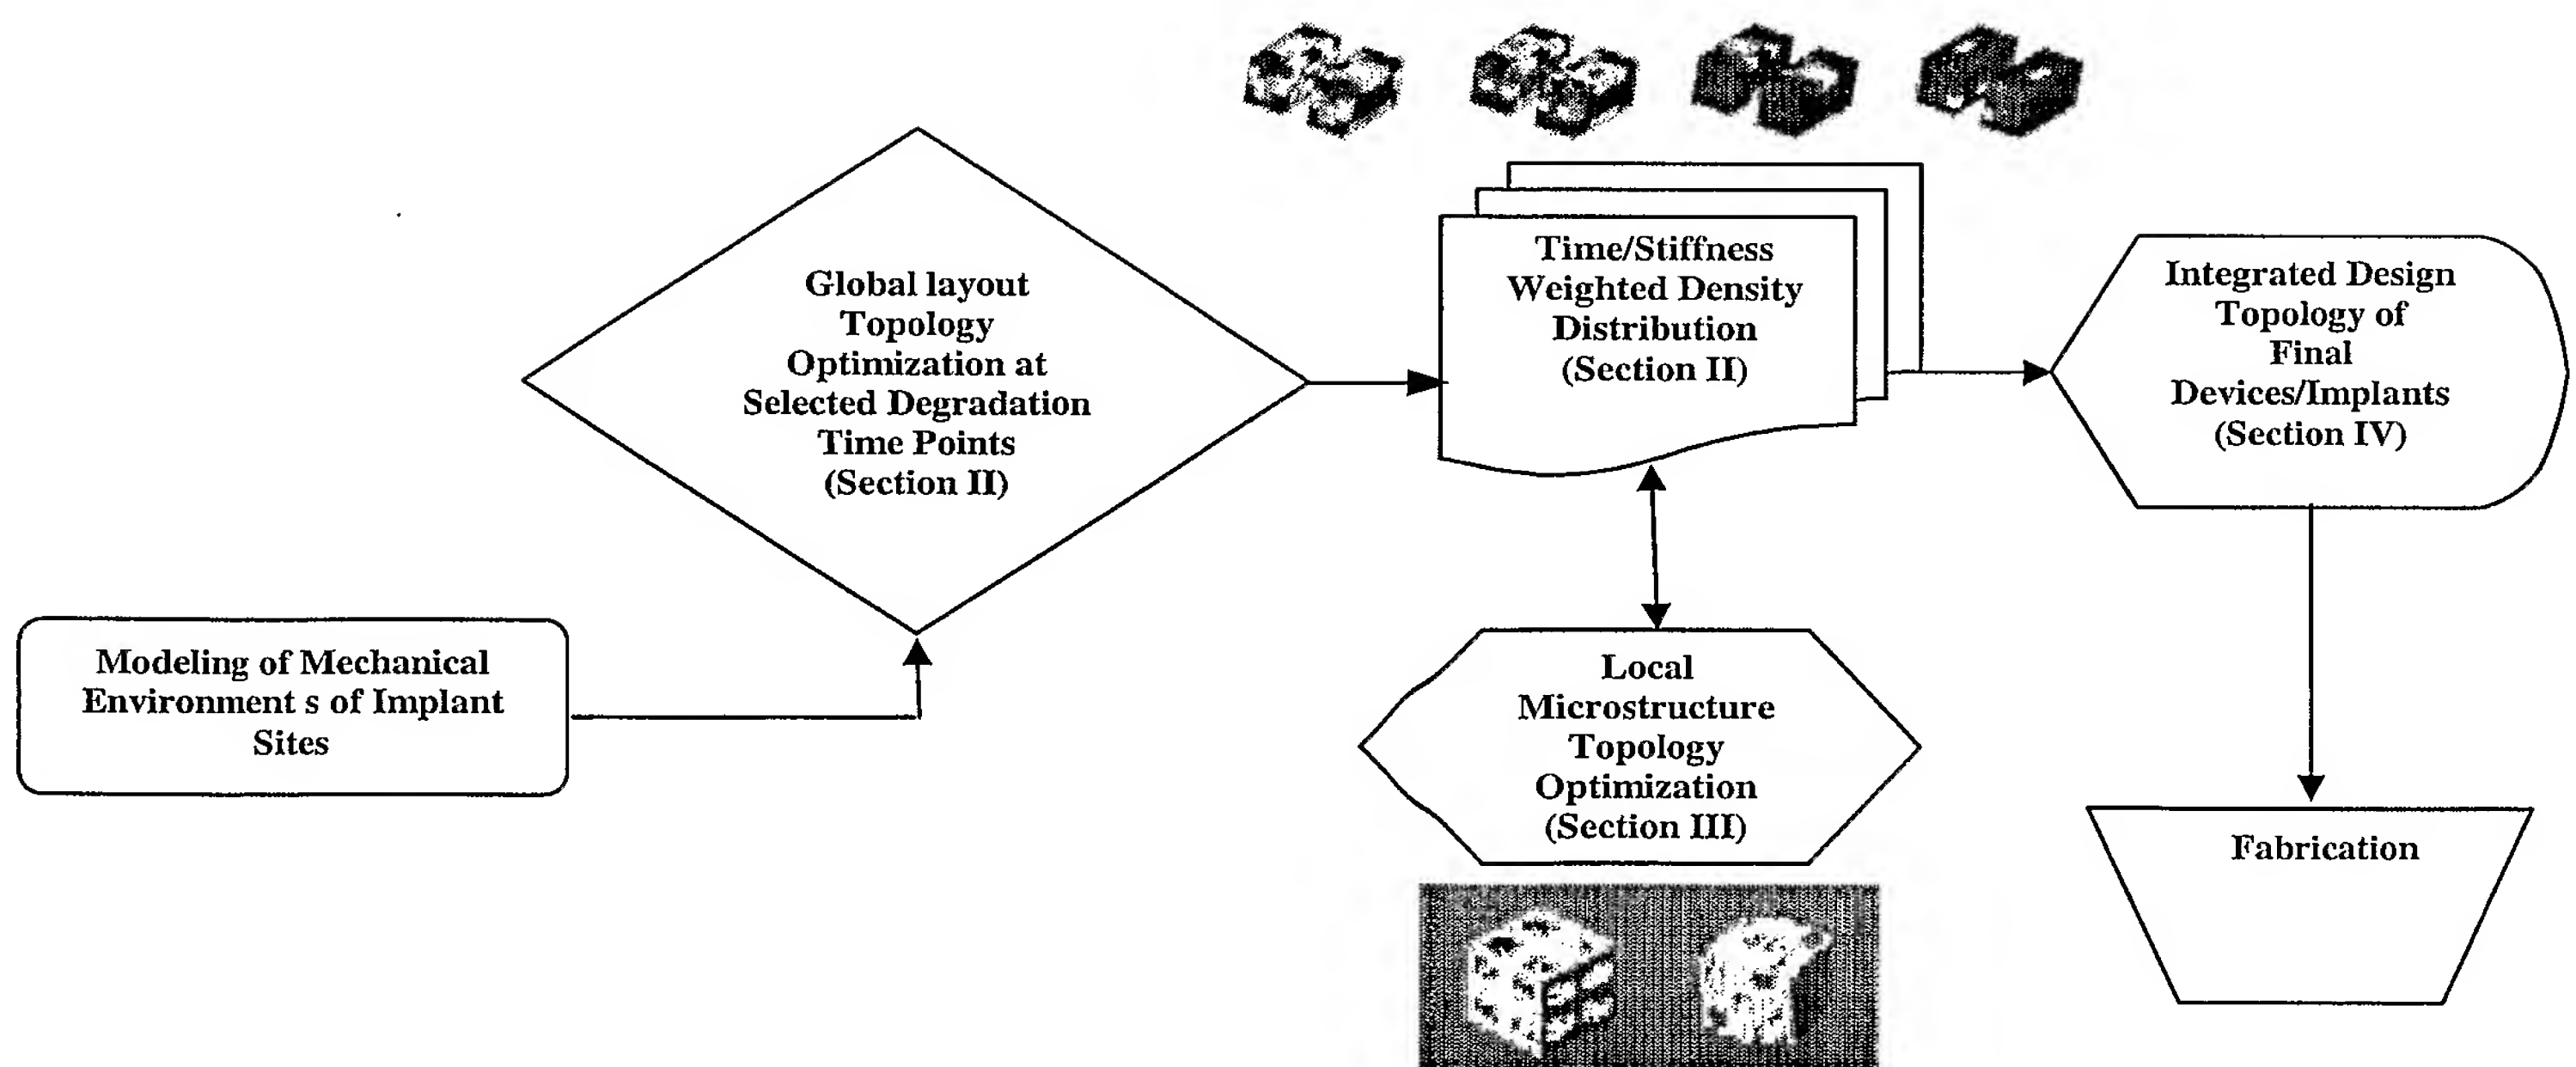 Modeling of Mechanical
Environment s of Implant
Sites
Global layout
Topology
Optimization at
Selected Degradation
Time Points
(Section II)
Time/Stiffness
Weighted Density
Distribution
(Section II)
Local
Microstructure
Topology
Optimization
(Section III)
Integrated Design
Topology of
Final
Devices/Implants
(Section IV)
Fabrication